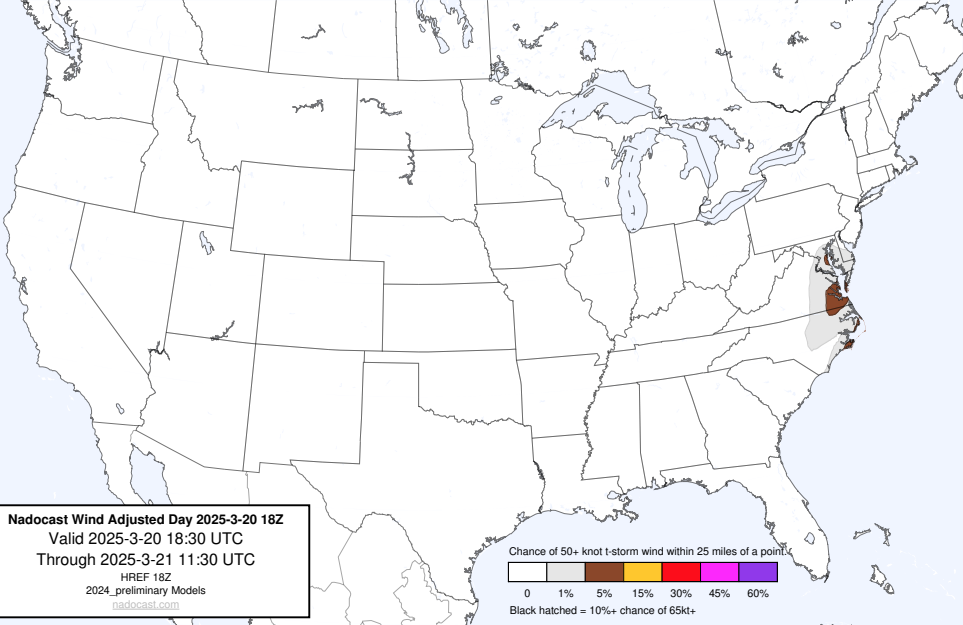 Nadocast Wind Adjusted Day 2025-3-20 18Z
Valid 2025-3-20 18:30 UTC
Through 2025-3-21 11:30 UTC
HREF 18Z
2024_preliminary Models
nadocast.com
Chance of 50+ knot t-storm wind within 25 miles of a point.
0 1% 5% 15% 30% 45% 60%
Black hatched = 10%+ chance of 65kt+